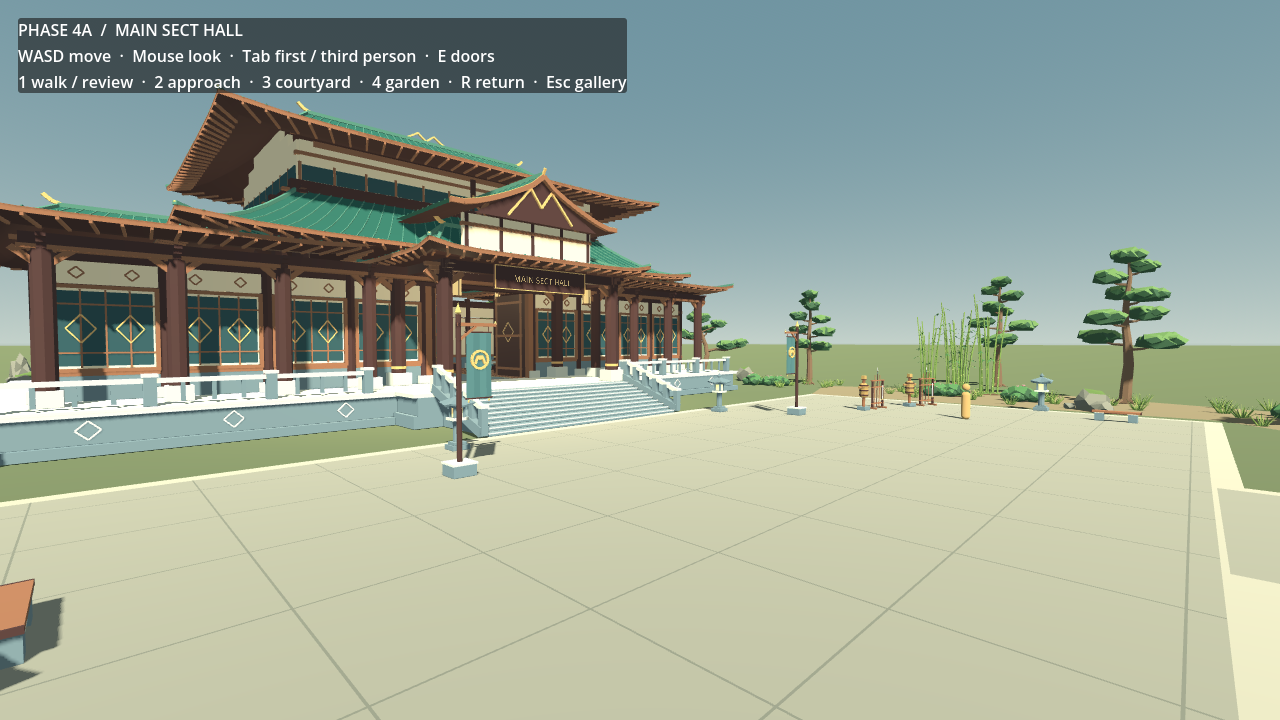 PHASE 4A / MAIN SECT HALL
WASD move · Mouse look · Tab first / third person · E doors
1 walk / review · 2 approach · 3 courtyard · 4 garden · R return · Esc gallery
MAIN SECT HALL